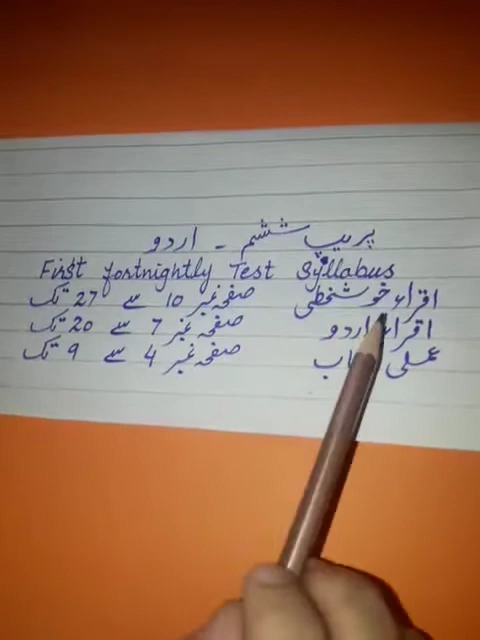 پریپ ششم - اردو
First fortnightly Test Syllabus
اقراء خوشخطی صفحہ نمبر 10 سے 27 تک
اقراء اردو صفحہ نمبر 7 سے 20 تک
عملی صفحہ نمبر 4 سے 9 تک